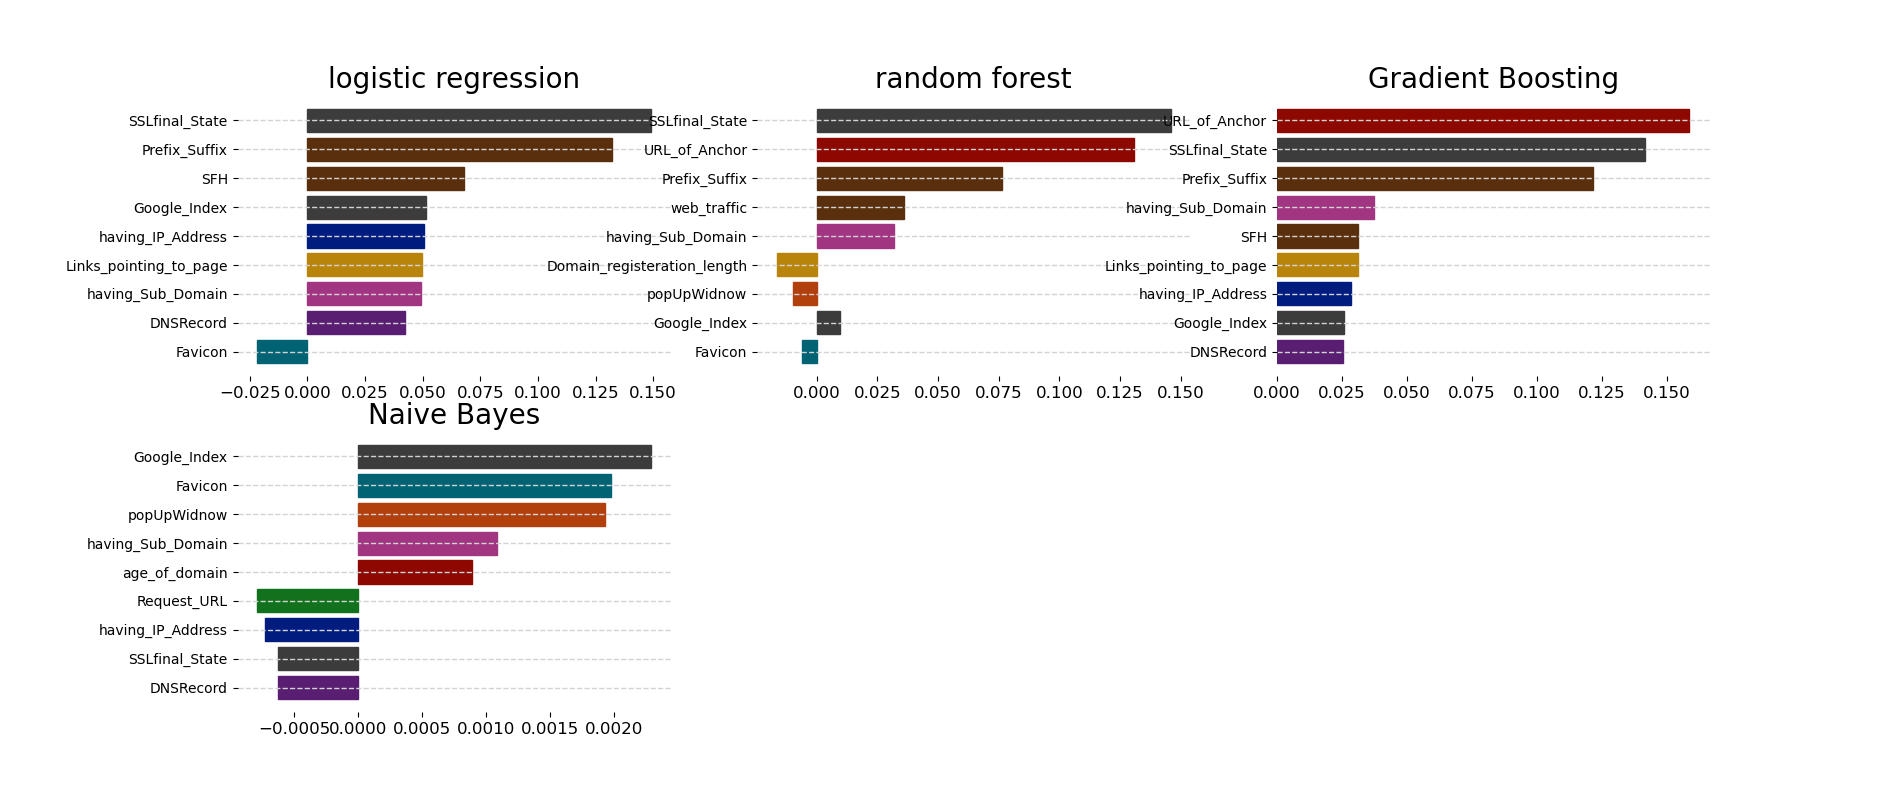 logistic regression
SSLfinal_State
Prefix_Suffix
SFH
Google_Index
having_IP_Address
Links_pointing_to_page
having_Sub_Domain
DNSRecord
Favicon
−0.025 0.000 0.025 0.050 0.075 0.100 0.125 0.150
random forest
SSLfinal_State
URL_of_Anchor
Prefix_Suffix
web_traffic
having_Sub_Domain
Domain_registeration_length
popUpWidnow
Google_Index
Favicon
0.000 0.025 0.050 0.075 0.100 0.125 0.150
Gradient Boosting
URL_of_Anchor
SSLfinal_State
Prefix_Suffix
having_Sub_Domain
SFH
Links_pointing_to_page
having_IP_Address
Google_Index
DNSRecord
0.000 0.025 0.050 0.075 0.100 0.125 0.150
Naive Bayes
Google_Index
Favicon
popUpWidnow
having_Sub_Domain
age_of_domain
Request_URL
having_IP_Address
SSLfinal_State
DNSRecord
−0.0005 0.0000 0.0005 0.0010 0.0015 0.0020